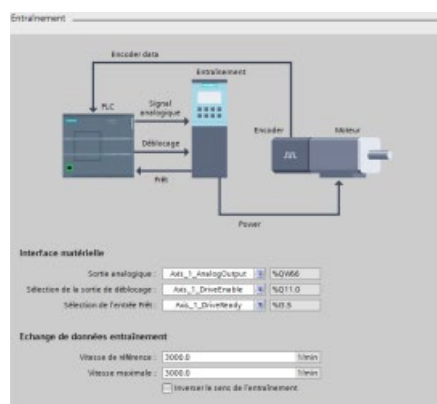 Entraînement
Encoder data
Entraînement
PLC
Signal
analogique
Déblocage
Prêt
Encoder
Moteur
Power
Interface matérielle
Sortie analogique : Axis_1_AnalogOutput %QW66
Sélection de la sortie de déblocage : Axis_1_DriveEnable %Q11.0
Sélection de l'entrée Prêt : Axis_1_DriveReady %I3.5
Echange de données entraînement
Vitesse de référence : 3000.0 1/min
Vitesse maximale : 3000.0 1/min
Inverser le sens de l'entraînement